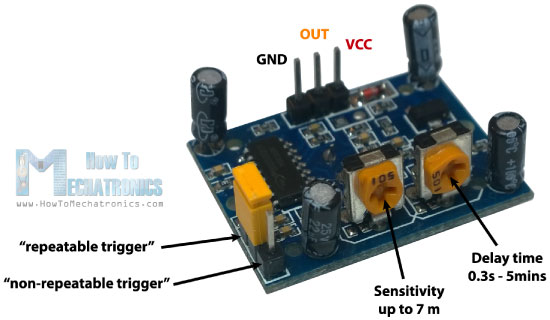 OUT
GND
VCC
How To
MECHATRONICS
www.HowToMechatronics.com
"repeatable trigger"
"non-repeatable trigger"
105
105
Delay time
0.3s - 5mins
Sensitivity
up to 7 m